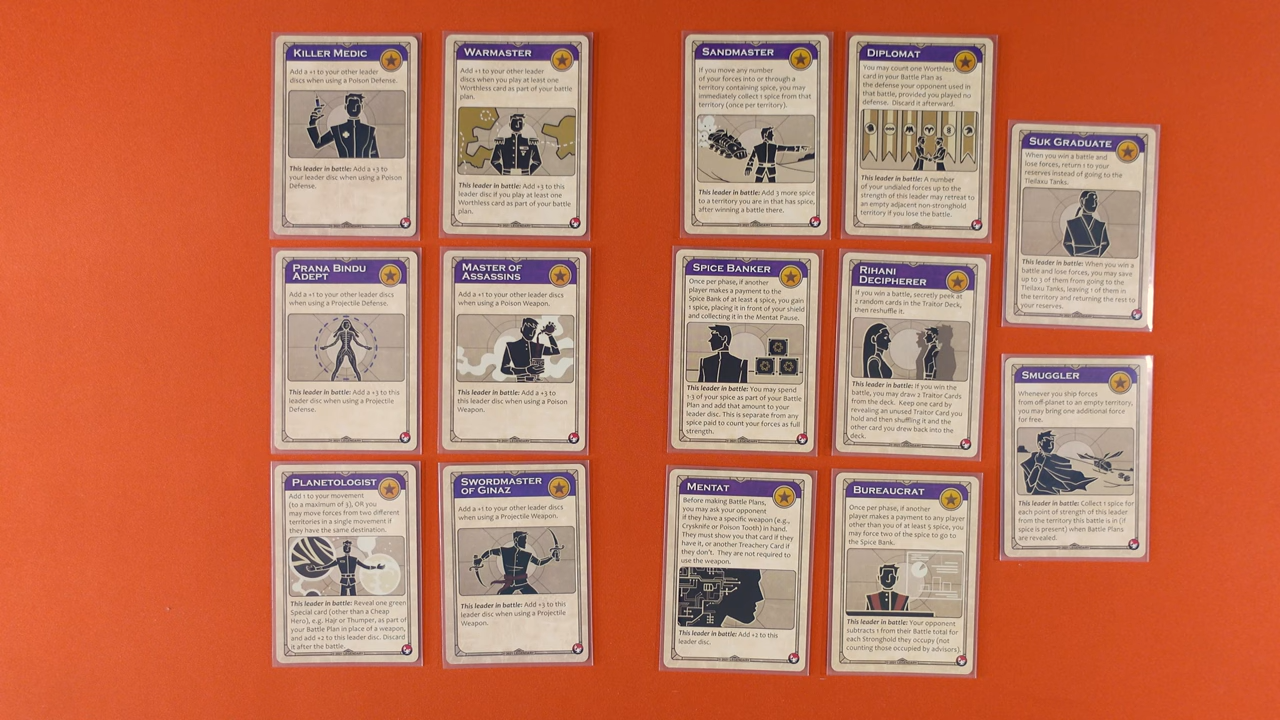 KILLER MEDIC
Add a +1 to your other leader
discs when using a Poison Defense.
This leader in battle: Add a +3 to
your leader disc when using a Poison
Defense.
WARMASTER
Add +1 to your other leader
discs when you play at least one
Worthless card as part of your battle
plan.
This leader in battle: Add +3 to this
leader disc if you play at least one
Worthless card as part of your battle
plan.
SANDMASTER
If you move any number
of your forces into or through a
territory containing spice, you may
immediately collect 1 spice from that
territory (once per territory).
This leader in battle: Add 3 more spice
to a territory you are in that has spice,
after winning a battle there.
DIPLOMAT
You may count one Worthless
card in your Battle Plan as
the defense your opponent used in
that battle, provided you played no
defense. Discard it afterward.
This leader in battle: A number
of your undialed forces up to the
strength of this leader may retreat to
an empty adjacent non-stronghold
territory if you lose the battle.
SUK GRADUATE
When you win a battle and
lose forces, return 1 to your
reserves instead of going to the
Tleilaxu Tanks.
This leader in battle: When you win a
battle and lose forces, you may save
up to 3 of them from going to the
Tleilaxu Tanks, leaving 1 of them in
the territory and returning the rest to
your reserves.
PRANA BINDU
ADEPT
Add a +1 to your other leader discs
when using a Projectile Defense.
This leader in battle: Add a +3 to this
leader disc when using a Projectile
Defense.
MASTER OF
ASSASSINS
Add a +1 to your other leader discs
when using a Poison Weapon.
This leader in battle: Add a +3 to
this leader disc when using a Poison
Weapon.
SPICE BANKER
Once per phase, if another
player makes a payment to the
Spice Bank of at least 4 spice, you gain
1 spice, placing it in front of your shield
and collecting it in the Mentat Pause.
This leader in battle: You may spend
1-3 of your spice as part of your Battle
Plan and add that amount to your
leader disc. This is separate from any
spice paid to count your forces as full
strength.
RIHANI
DECIPHERER
If you win a battle, secretly peek at
2 random cards in the Traitor Deck,
then reshuffle it.
This leader in battle: If you win the
battle, you may draw 2 Traitor Cards
from the deck. Keep one card by
revealing an unused Traitor Card you
hold and then shuffling it and the
other card you drew back into the
deck.
SMUGGLER
Whenever you ship forces
from off-planet to an empty territory,
you may bring one additional force
for free.
This leader in battle: Collect 1 spice for
each point of strength of this leader
from the territory this battle is in (if
spice is present) when Battle Plans
are revealed.
PLANETOLOGIST
Add 1 to your movement
(to a maximum of 3), OR you
may move forces from two different
territories in a single movement if
they have the same destination.
This leader in battle: Reveal one green
Special card (other than a Cheap
Hero), e.g. Hajr or Thumper, as part of
your Battle Plan in place of a weapon,
and add +2 to this leader disc. Discard
it after the battle.
SWORDMASTER
OF GINAZ
Add a +1 to your other leader discs
when using a Projectile Weapon.
This leader in battle: Add +3 to this
leader disc when using a Projectile
Weapon.
MENTAT
Before making Battle Plans,
you may ask your opponent
if they have a specific weapon (e.g.,
Crysknife or Poison Tooth) in hand.
They must show you that card if they
have it, or another Treachery Card if
they don't. They are not required to
use the weapon.
This leader in battle: Add +2 to this
leader disc.
BUREAUCRAT
Once per phase, if another
player makes a payment to any player
other than you of at least 5 spice, you
may force two of the spice to go to
the Spice Bank.
This leader in battle: Your opponent
subtracts 1 from their Battle total for
each Stronghold they occupy (not
counting those occupied by advisors).